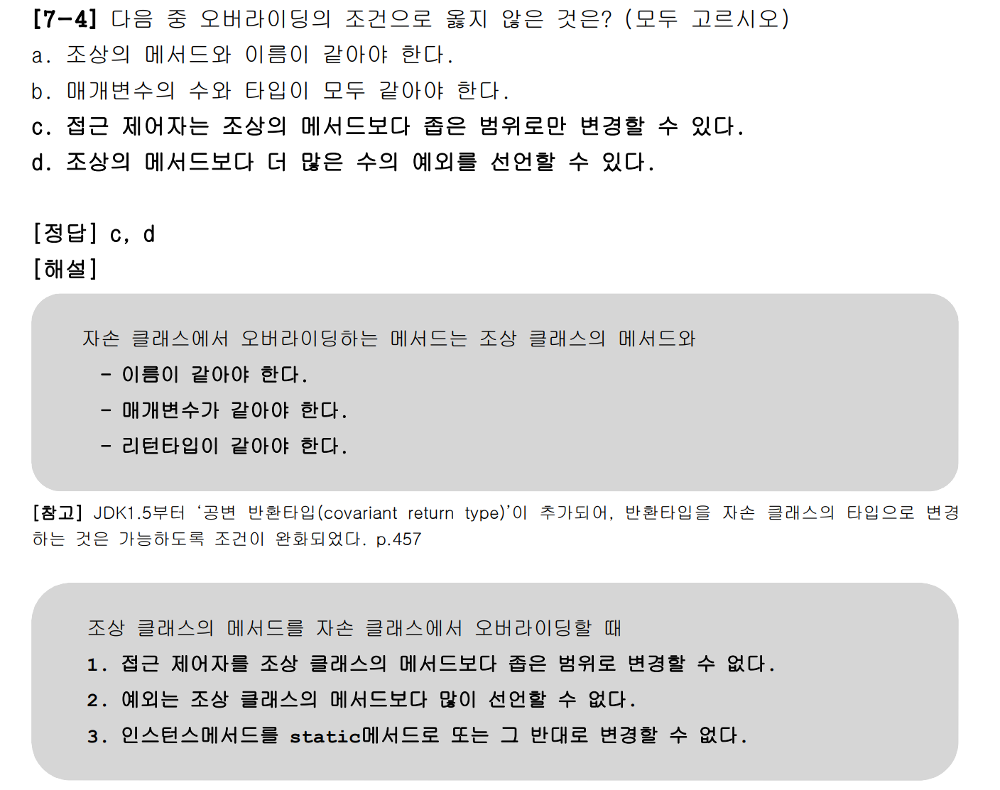 [7-4] 다음 중 오버라이딩의 조건으로 옳지 않은 것은? (모두 고르시오)
a. 조상의 메서드와 이름이 같아야 한다.
b. 매개변수의 수와 타입이 모두 같아야 한다.
c. 접근 제어자는 조상의 메서드보다 좁은 범위로만 변경할 수 있다.
d. 조상의 메서드보다 더 많은 수의 예외를 선언할 수 있다.
[정답] c, d
[해설]
자손 클래스에서 오버라이딩하는 메서드는 조상 클래스의 메서드와
- 이름이 같아야 한다.
- 매개변수가 같아야 한다.
- 리턴타입이 같아야 한다.
[참고] JDK1.5부터 ‘공변 반환타입(covariant return type)’이 추가되어, 반환타입을 자손 클래스의 타입으로 변경
하는 것은 가능하도록 조건이 완화되었다. p.457
조상 클래스의 메서드를 자손 클래스에서 오버라이딩할 때
1. 접근 제어자를 조상 클래스의 메서드보다 좁은 범위로 변경할 수 없다.
2. 예외는 조상 클래스의 메서드보다 많이 선언할 수 없다.
3. 인스턴스메서드를 static메서드로 또는 그 반대로 변경할 수 없다.